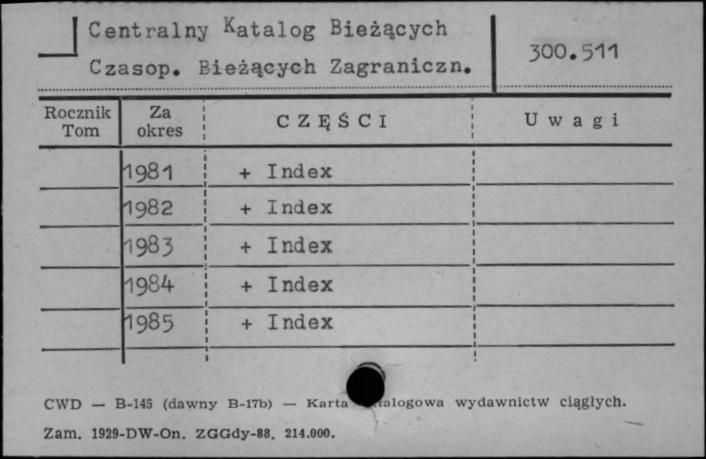 Centralny Katalog Bieżących
Czasop. Bieżących Zagraniczn.
300.511
Rocznik Tom | Za okres | CZĘŚCI | Uwagi
1981 + Index
1982 + Index
1983 + Index
1984 + Index
1985 + Index
CWD — B-145 (dawny B-17b) — Karta wydawnictw ciągłych.
Zam. 1929-DW-On. ZGGdy-88. 214.000.